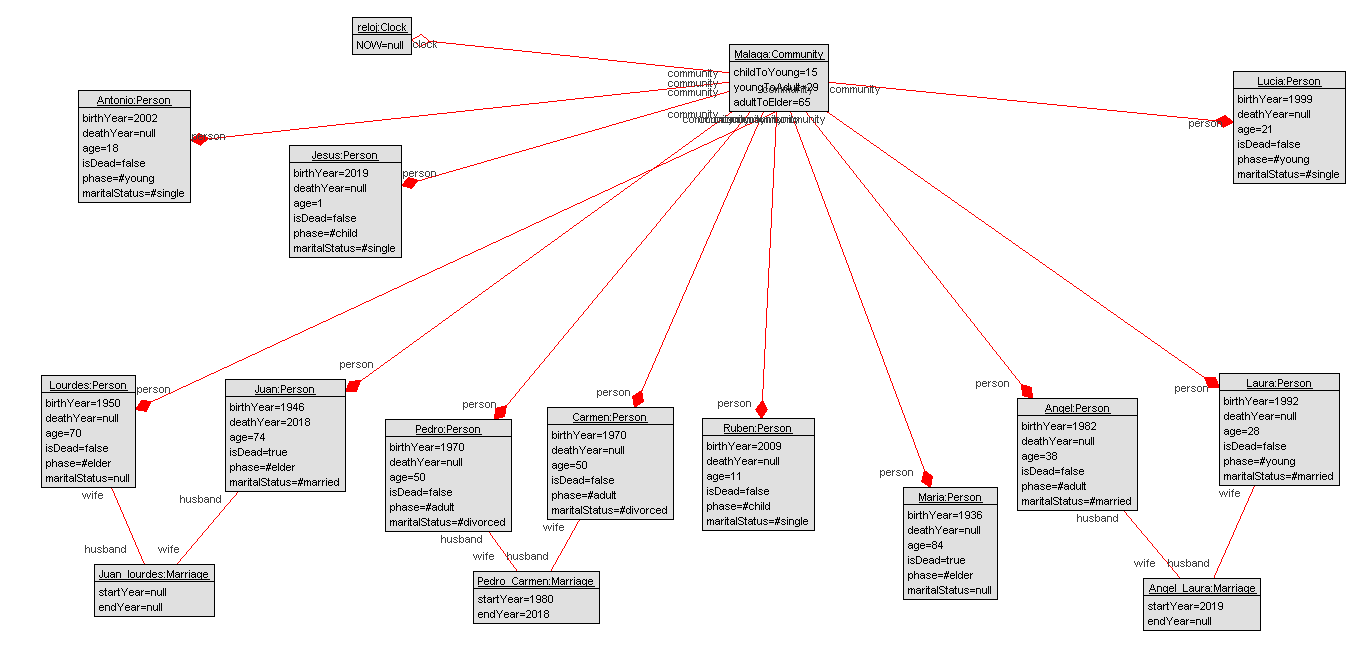 reloj:Clock
NOW=null
clock
Malaga:Community
childToYoung=15
youngToAdult=29
adultToElder=65
community
community
community
community
community
community
community
community
Lucia:Person
birthYear=1999
deathYear=null
age=21
isDead=false
phase=#young
maritalStatus=#single
person
Antonio:Person
birthYear=2002
deathYear=null
age=18
isDead=false
phase=#young
maritalStatus=#single
person
Jesus:Person
birthYear=2019
deathYear=null
age=1
isDead=false
phase=#child
maritalStatus=#single
person
Lourdes:Person
birthYear=1950
deathYear=null
age=70
isDead=false
phase=#elder
maritalStatus=null
person
wife
Juan:Person
birthYear=1946
deathYear=2018
age=74
isDead=true
phase=#elder
maritalStatus=#married
person
husband
husband
wife
Juan_lourdes:Marriage
startYear=null
endYear=null
Pedro:Person
birthYear=1970
deathYear=null
age=50
isDead=false
phase=#adult
maritalStatus=#divorced
person
husband
Carmen:Person
birthYear=1970
deathYear=null
age=50
isDead=false
phase=#adult
maritalStatus=#divorced
person
wife
wife
husband
Pedro_Carmen:Marriage
startYear=1980
endYear=2018
Ruben:Person
birthYear=2009
deathYear=null
age=11
isDead=false
phase=#child
maritalStatus=#single
person
Maria:Person
birthYear=1936
deathYear=null
age=84
isDead=true
phase=#elder
maritalStatus=null
person
Angel:Person
birthYear=1982
deathYear=null
age=38
isDead=false
phase=#adult
maritalStatus=#married
person
husband
Laura:Person
birthYear=1992
deathYear=null
age=28
isDead=false
phase=#young
maritalStatus=#married
person
wife
wife
husband
Angel_Laura:Marriage
startYear=2019
endYear=null